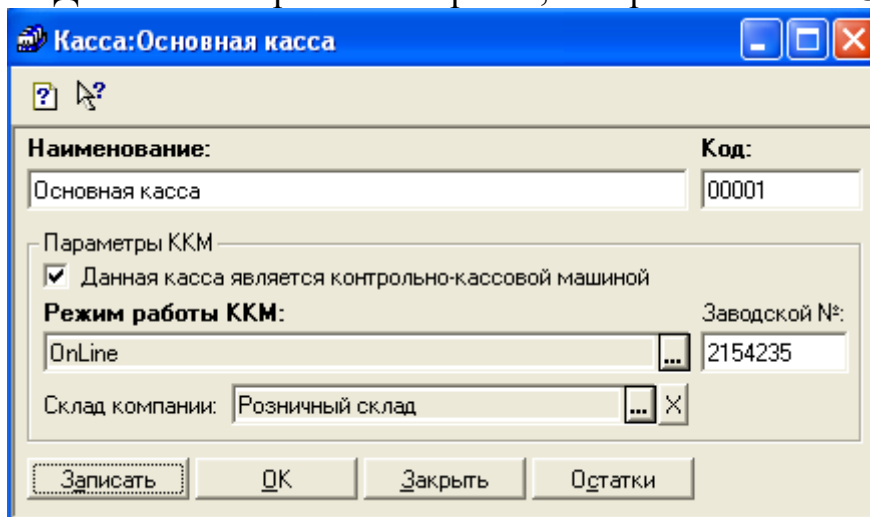 Касса:Основная касса
Наименование: Код:
Основная касса 00001
Параметры ККМ
Данная касса является контрольно-кассовой машиной
Режим работы ККМ: Заводской №:
OnLine ... 2154235
Склад компании: Розничный склад ... X
Записать OK Закрыть Остатки